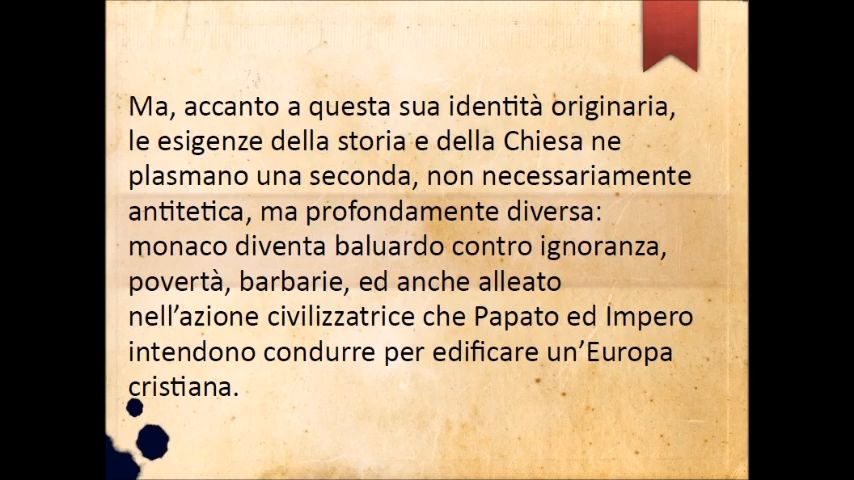 Ma, accanto a questa sua identità originaria,
le esigenze della storia e della Chiesa ne
plasmano una seconda, non necessariamente
antitetica, ma profondamente diversa:
monaco diventa baluardo contro ignoranza,
povertà, barbarie, ed anche alleato
nell’azione civilizzatrice che Papato ed Impero
intendono condurre per edificare un’Europa
cristiana.